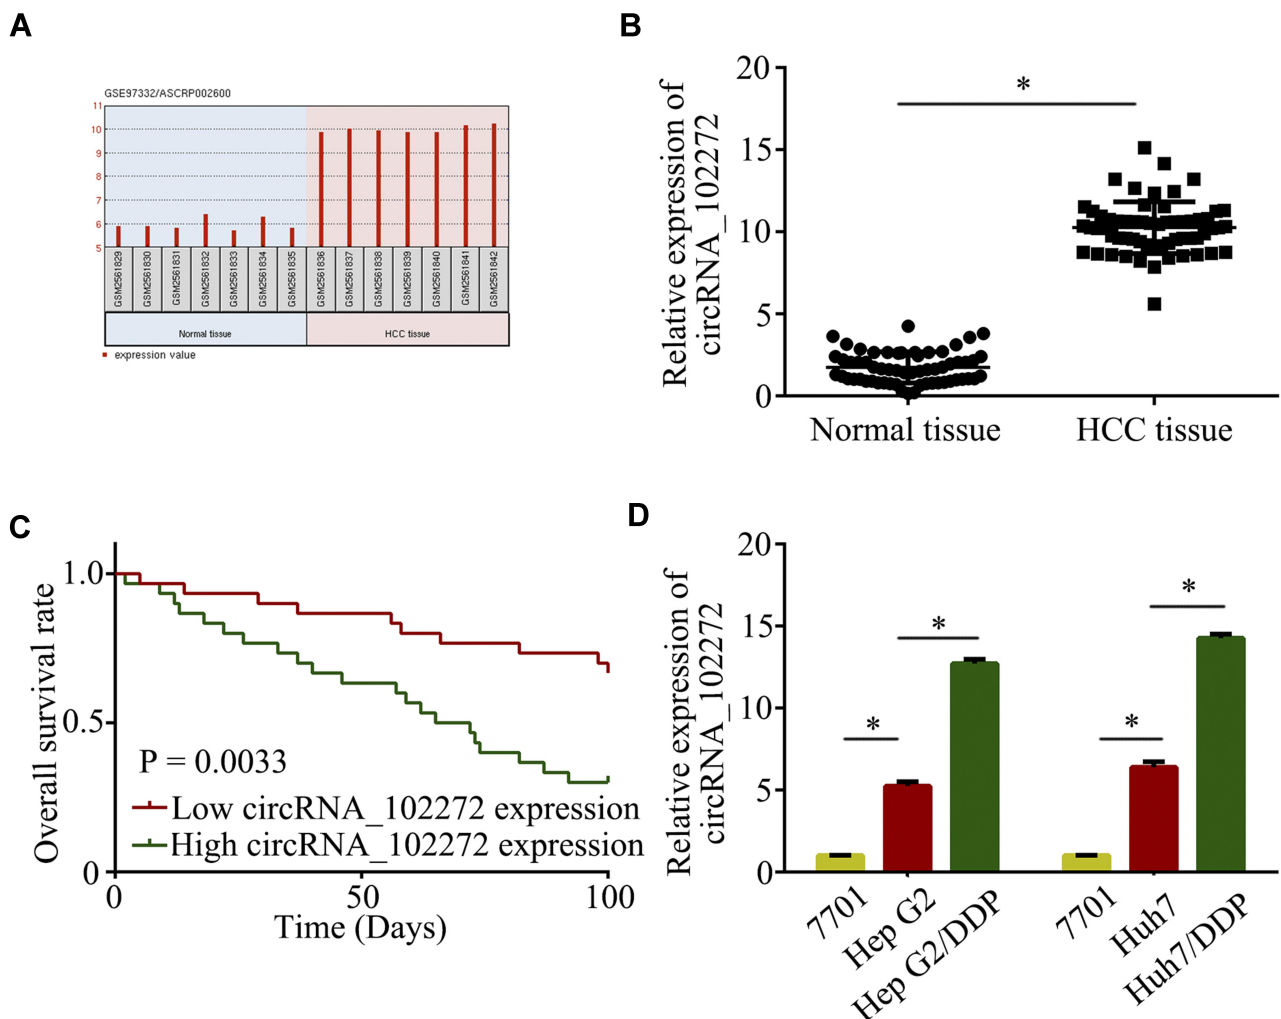 A
GSE97332/ASCRP002600
11
10
9
8
7
6
5
GSM2561829
GSM2561830
GSM2561831
GSM2561832
GSM2561833
GSM2561834
GSM2561835
GSM2561836
GSM2561837
GSM2561838
GSM2561839
GSM2561840
GSM2561841
GSM2561842
Normal tissue
HCC tissue
expression value
B
Relative expression of
circRNA_102272
20
15
10
5
0
*
Normal tissue
HCC tissue
C
Overall survival rate
1.0
0.5
0
P = 0.0033
Low circRNA_102272 expression
High circRNA_102272 expression
0
50
100
Time (Days)
D
Relative expression of
circRNA_102272
20
15
10
5
0
*
*
*
*
7701
Hep G2
Hep G2/DDP
7701
Huh7
Huh7/DDP